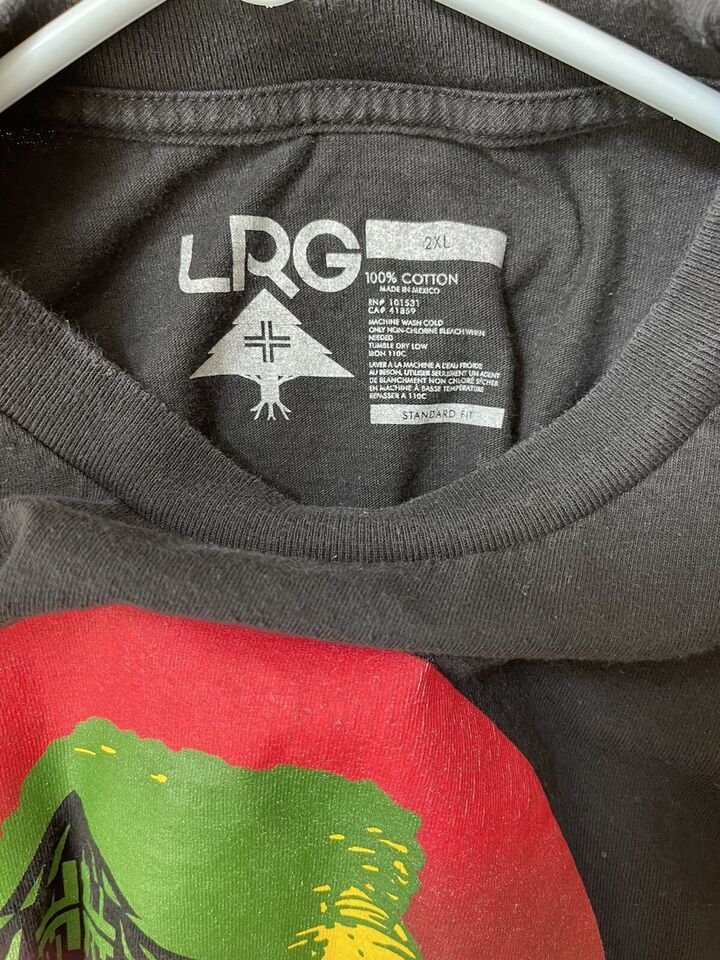 LRG
2XL
100% COTTON
MADE IN MEXICO
RN# 101531
CA# 41859
MACHINE WASH COLD
ONLY NON-CHLORINE BLEACH WHEN
NEEDED
TUMBLE DRY LOW
IRON 110C
LAVER À LA MACHINE À L'EAU FROIDE
AU BESOIN, UTILISER SEULEMENT UN AGENT
DE BLANCHIMENT NON CHLORÉ SÉCHER
EN MACHINE À BASSE TEMPÉRATURE
REPASSER A 110C
STANDARD FIT